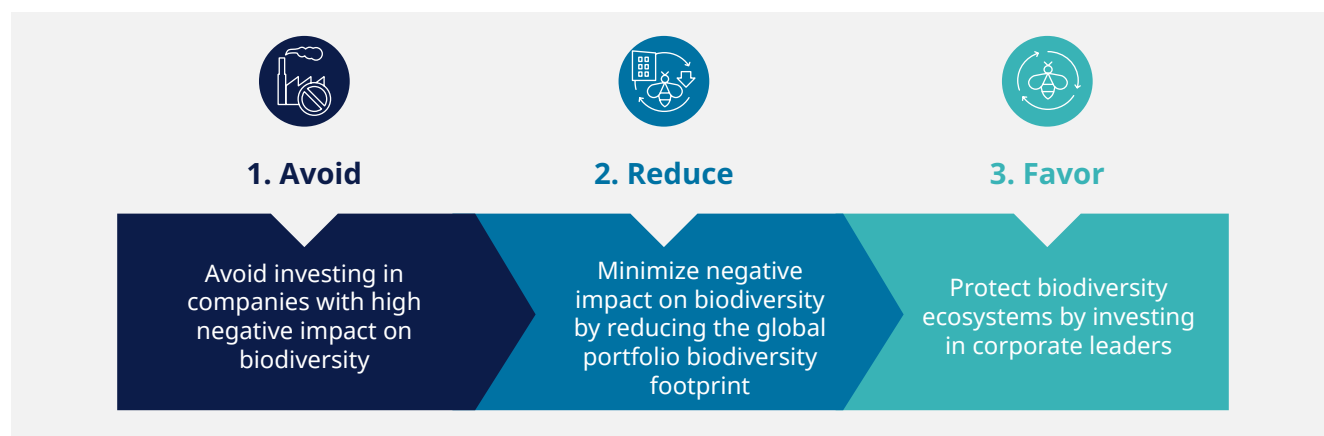 1. Avoid
Avoid investing in
companies with high
negative impact on
biodiversity
2. Reduce
Minimize negative
impact on biodiversity
by reducing the global
portfolio biodiversity
footprint
3. Favor
Protect biodiversity
ecosystems by investing
in corporate leaders